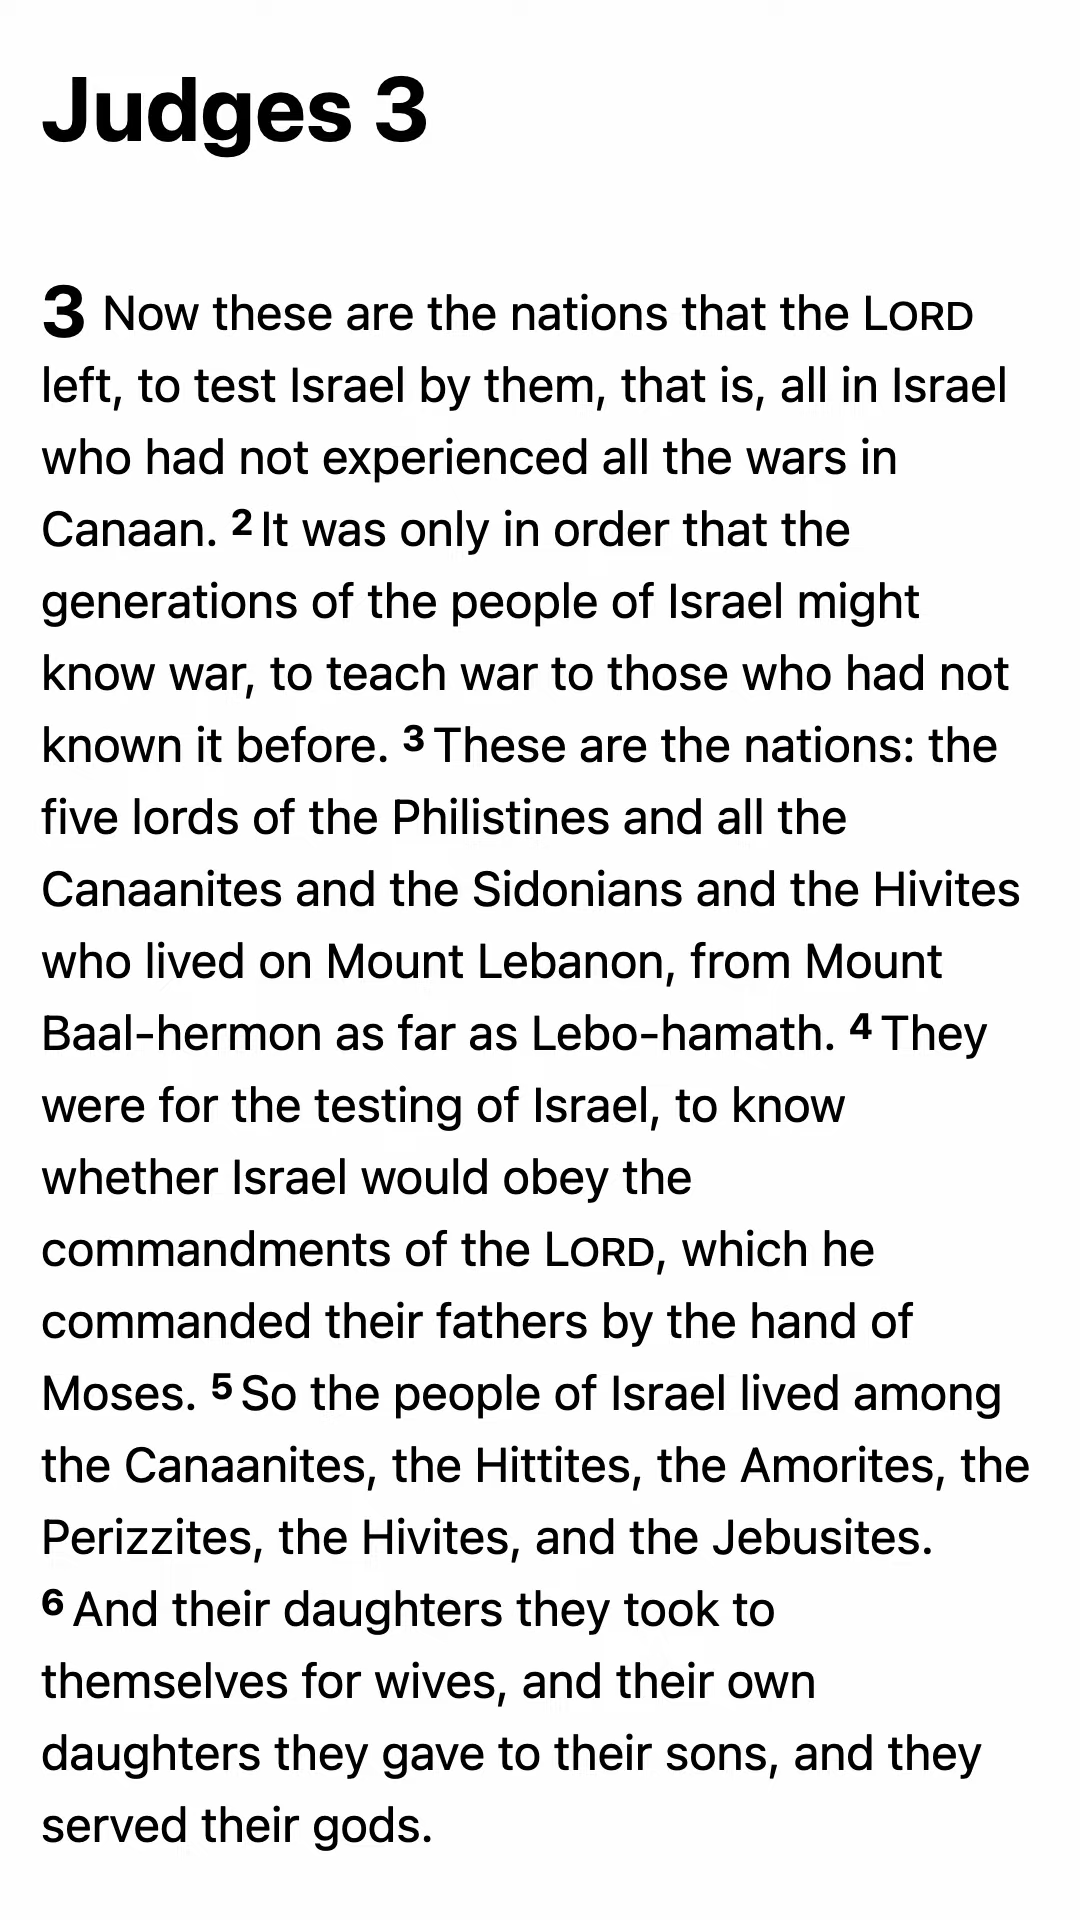 Judges 3
3 Now these are the nations that the LORD
left, to test Israel by them, that is, all in Israel
who had not experienced all the wars in
Canaan. 2 It was only in order that the
generations of the people of Israel might
know war, to teach war to those who had not
known it before. 3 These are the nations: the
five lords of the Philistines and all the
Canaanites and the Sidonians and the Hivites
who lived on Mount Lebanon, from Mount
Baal-hermon as far as Lebo-hamath. 4 They
were for the testing of Israel, to know
whether Israel would obey the
commandments of the LORD, which he
commanded their fathers by the hand of
Moses. 5 So the people of Israel lived among
the Canaanites, the Hittites, the Amorites, the
Perizzites, the Hivites, and the Jebusites.
6 And their daughters they took to
themselves for wives, and their own
daughters they gave to their sons, and they
served their gods.